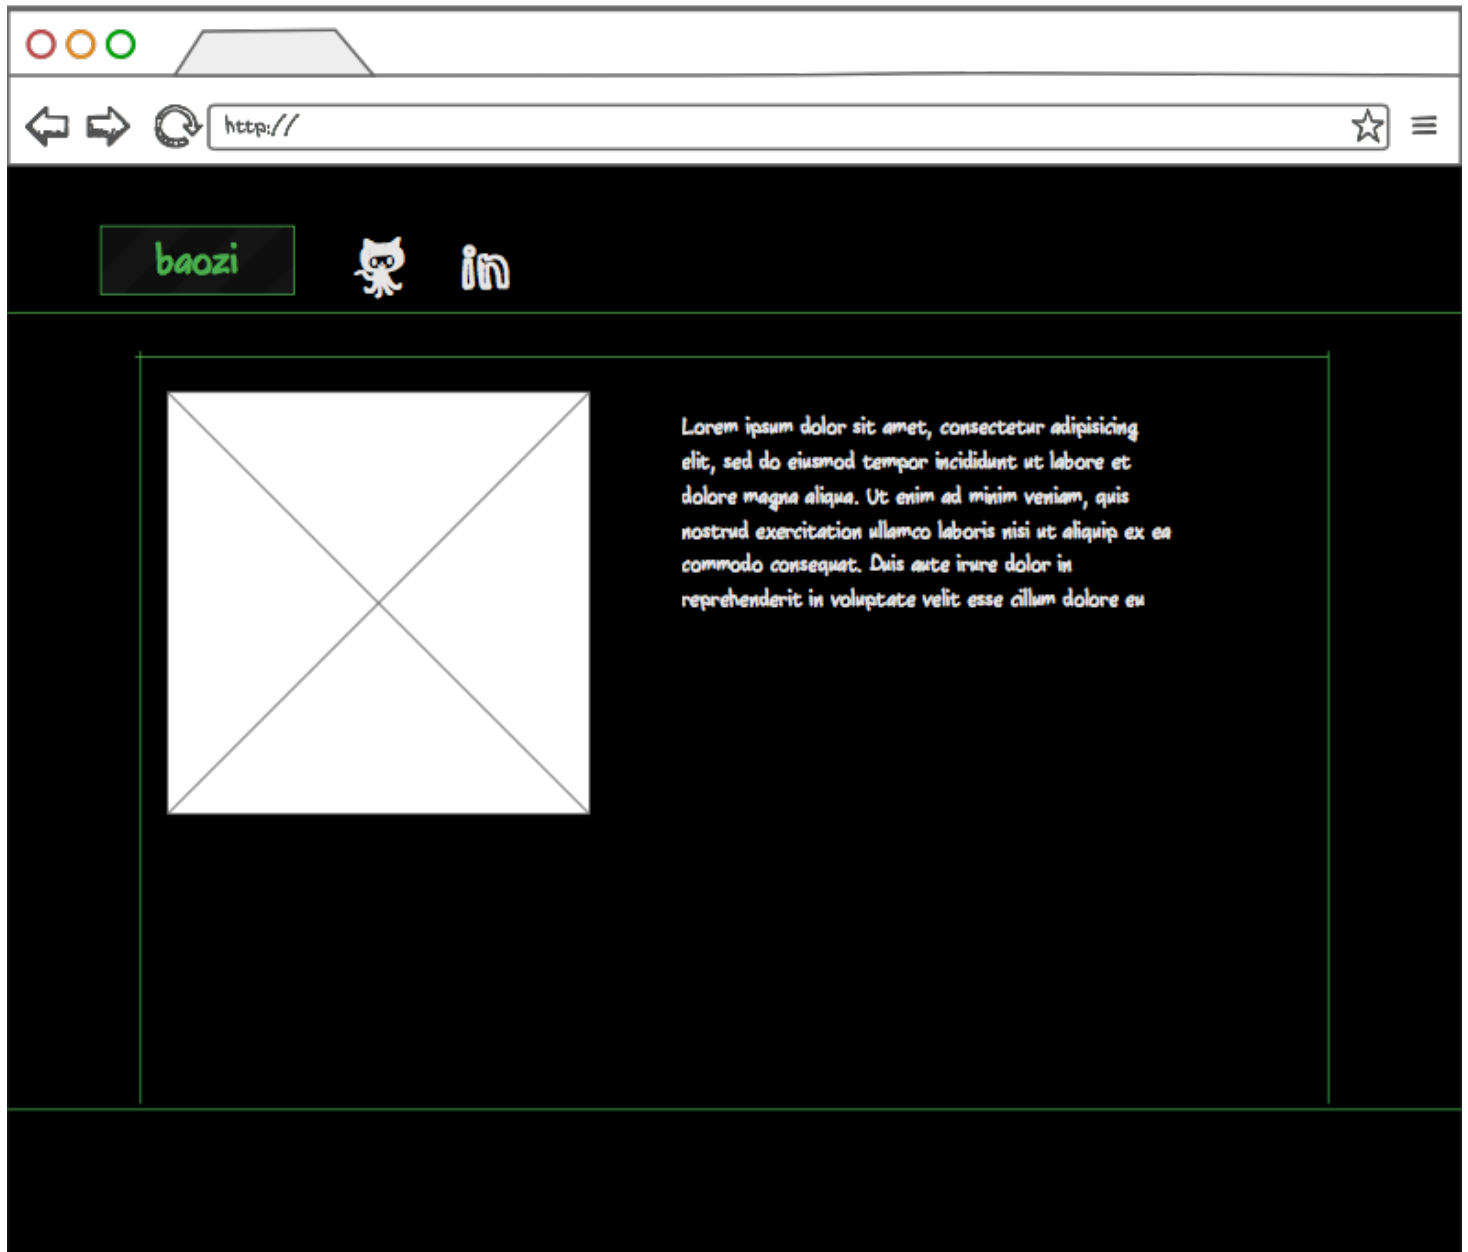 http://
baozi
in
Lorem ipsum dolor sit amet, consectetur adipisicing
elit, sed do eiusmod tempor incididunt ut labore et
dolore magna aliqua. Ut enim ad minim veniam, quis
nostrud exercitation ullamco laboris nisi ut aliquip ex ea
commodo consequat. Duis aute irure dolor in
reprehenderit in voluptate velit esse cillum dolore eu